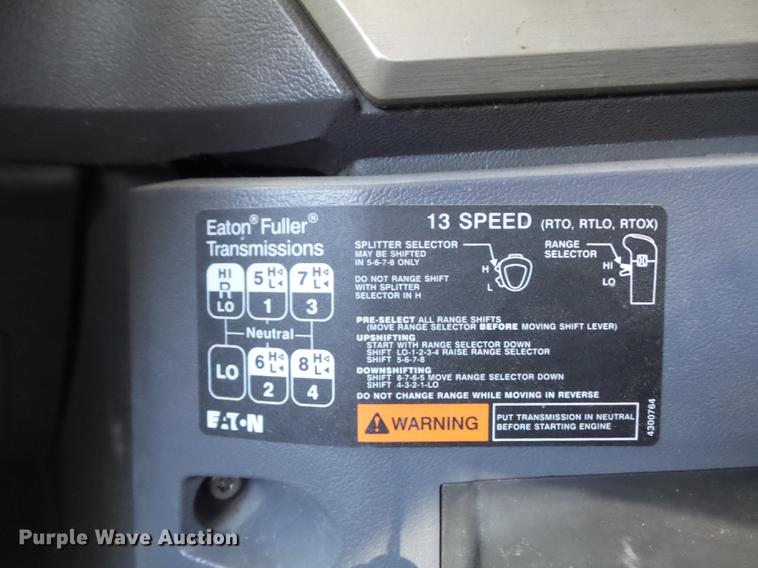 Eaton® Fuller®
Transmissions
13 SPEED (RTO, RTLO, RTOX)
HI
R
LO
5 H
L
1
7 H
L
3
Neutral
LO
6 H
L
2
8 H
L
4
EATON
SPLITTER SELECTOR
MAY BE SHIFTED
IN 5-6-7-8 ONLY
H
L
RANGE
SELECTOR
HI
LO
DO NOT RANGE SHIFT
WITH SPLITTER
SELECTOR IN H
PRE-SELECT ALL RANGE SHIFTS
(MOVE RANGE SELECTOR BEFORE MOVING SHIFT LEVER)
UPSHIFTING
START WITH RANGE SELECTOR DOWN
SHIFT LO-1-2-3-4 RAISE RANGE SELECTOR
SHIFT 5-6-7-8
DOWNSHIFTING
SHIFT 8-7-6-5 MOVE RANGE SELECTOR DOWN
SHIFT 4-3-2-1-LO
DO NOT CHANGE RANGE WHILE MOVING IN REVERSE
WARNING
PUT TRANSMISSION IN NEUTRAL
BEFORE STARTING ENGINE
4300764
Purple Wave Auction